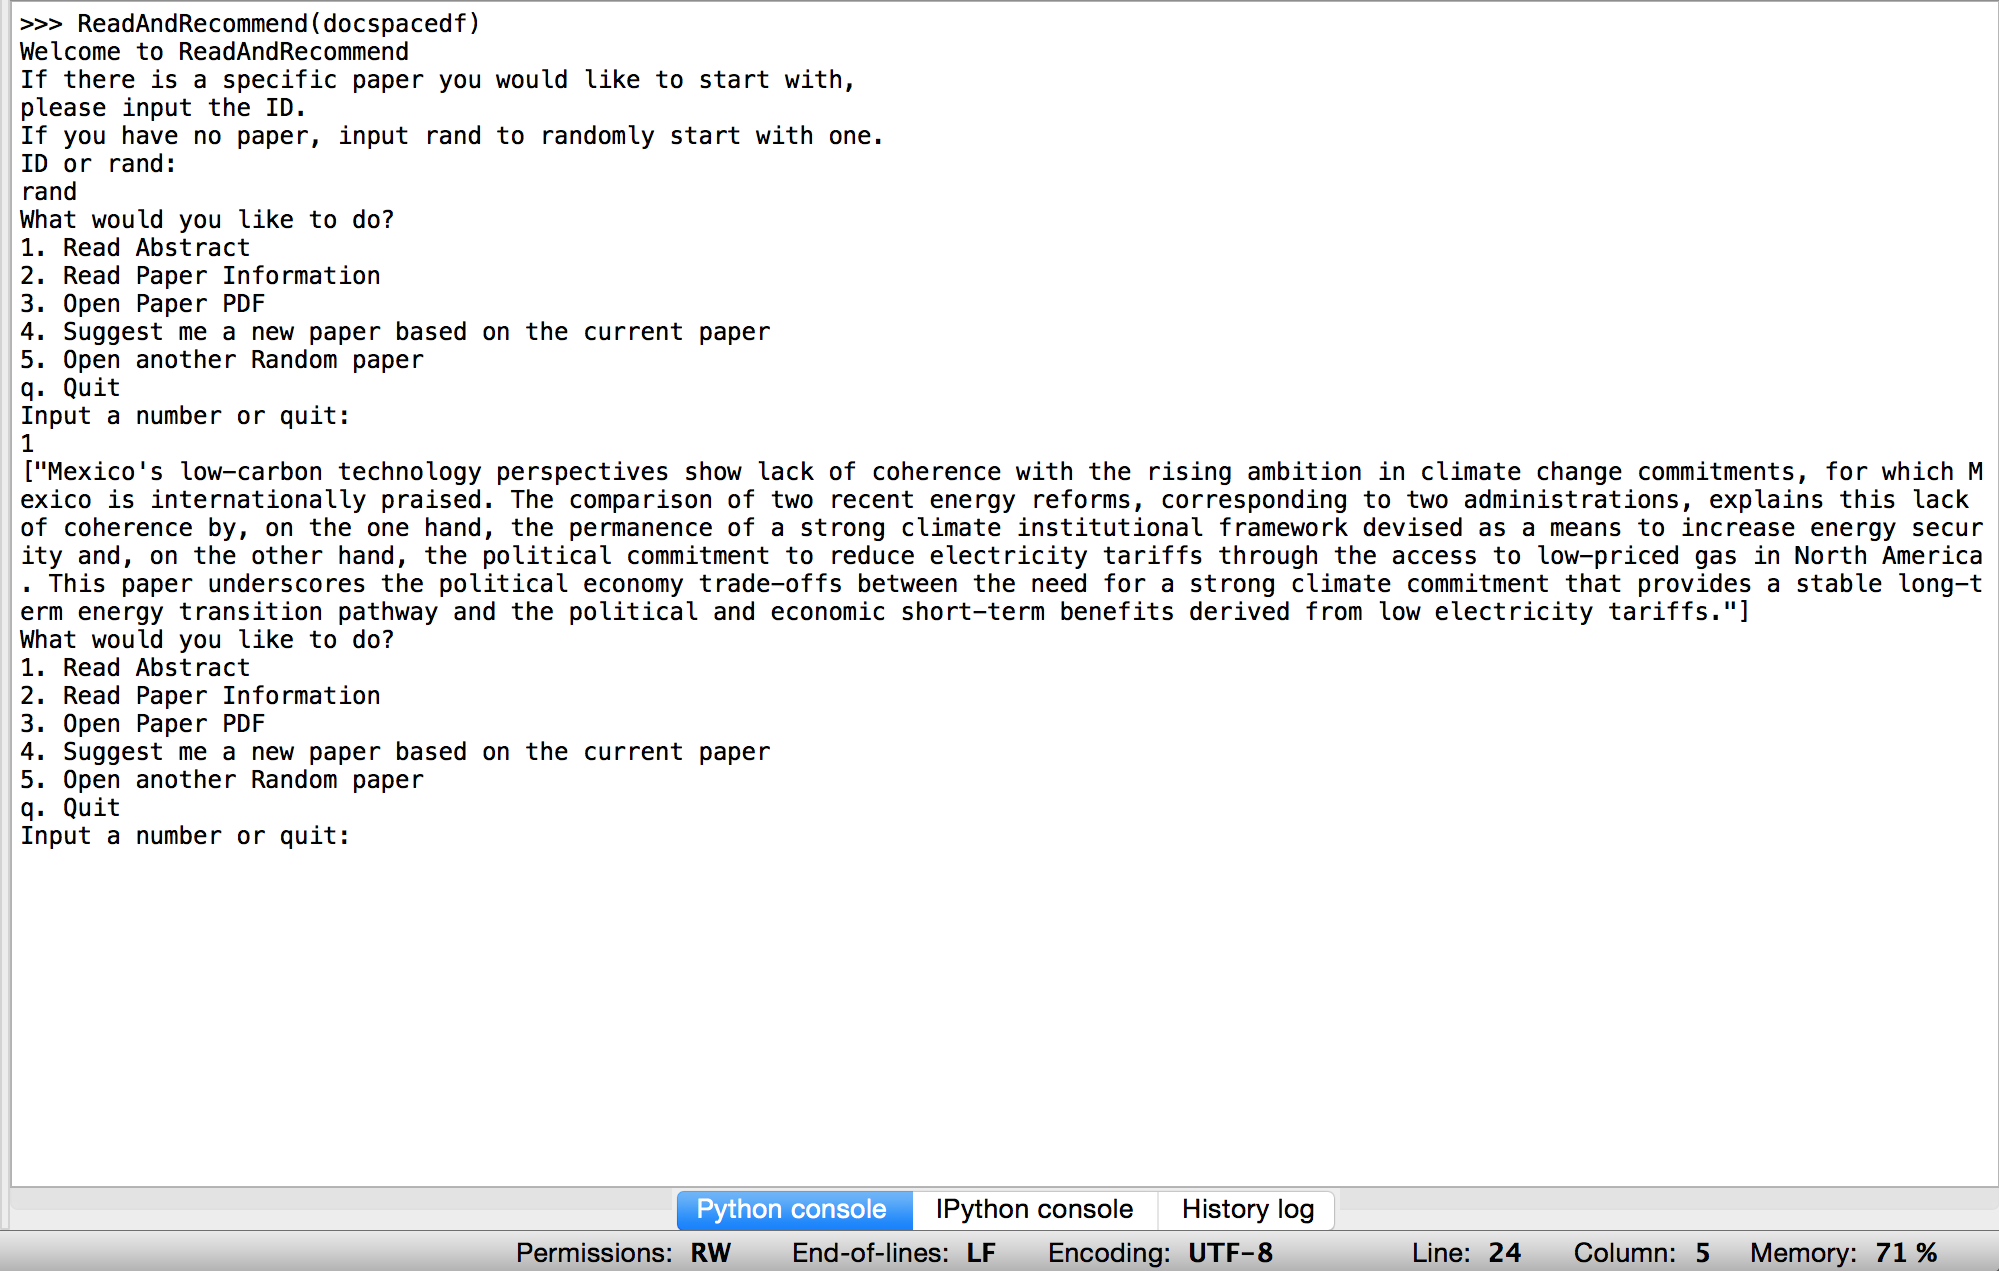 >>> ReadAndRecommend(docspacedf)
Welcome to ReadAndRecommend
If there is a specific paper you would like to start with,
please input the ID.
If you have no paper, input rand to randomly start with one.
ID or rand:
rand
What would you like to do?
1. Read Abstract
2. Read Paper Information
3. Open Paper PDF
4. Suggest me a new paper based on the current paper
5. Open another Random paper
q. Quit
Input a number or quit:
1
["Mexico's low-carbon technology perspectives show lack of coherence with the rising ambition in climate change commitments, for which M
exico is internationally praised. The comparison of two recent energy reforms, corresponding to two administrations, explains this lack
of coherence by, on the one hand, the permanence of a strong climate institutional framework devised as a means to increase energy secur
ity and, on the other hand, the political commitment to reduce electricity tariffs through the access to low-priced gas in North America
. This paper underscores the political economy trade-offs between the need for a strong climate commitment that provides a stable long-t
erm energy transition pathway and the political and economic short-term benefits derived from low electricity tariffs."]
What would you like to do?
1. Read Abstract
2. Read Paper Information
3. Open Paper PDF
4. Suggest me a new paper based on the current paper
5. Open another Random paper
q. Quit
Input a number or quit:
Python console IPython console History log
Permissions: RW End-of-lines: LF Encoding: UTF-8 Line: 24 Column: 5 Memory: 71 %